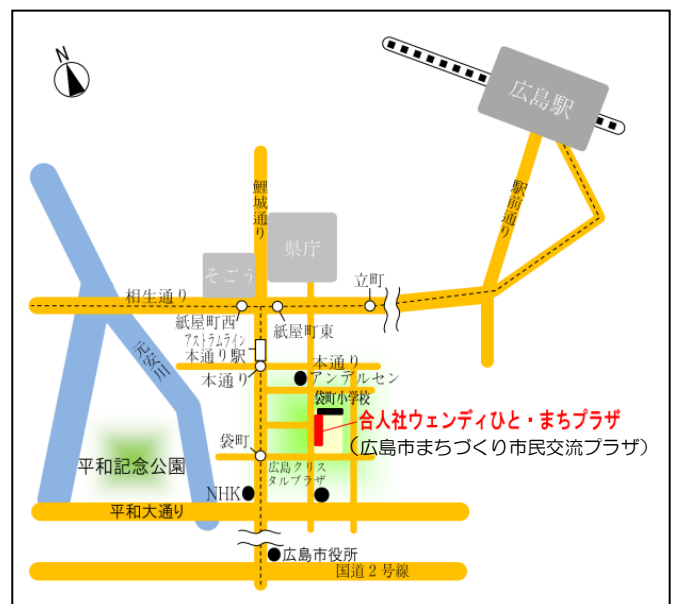 N
広島駅
駅前通り
鯉城通り
県庁
そごう
立町
相生通り
紙屋町西
紙屋町東
アストラムライン
本通り駅
本通り
本通り
アンデルセン
元安川
袋町小学校
合人社ウェンディひと・まちプラザ
(広島市まちづくり市民交流プラザ)
袋町
平和記念公園
広島クリス
タルプラザ
NHK
平和大通り
広島市役所
国道2号線